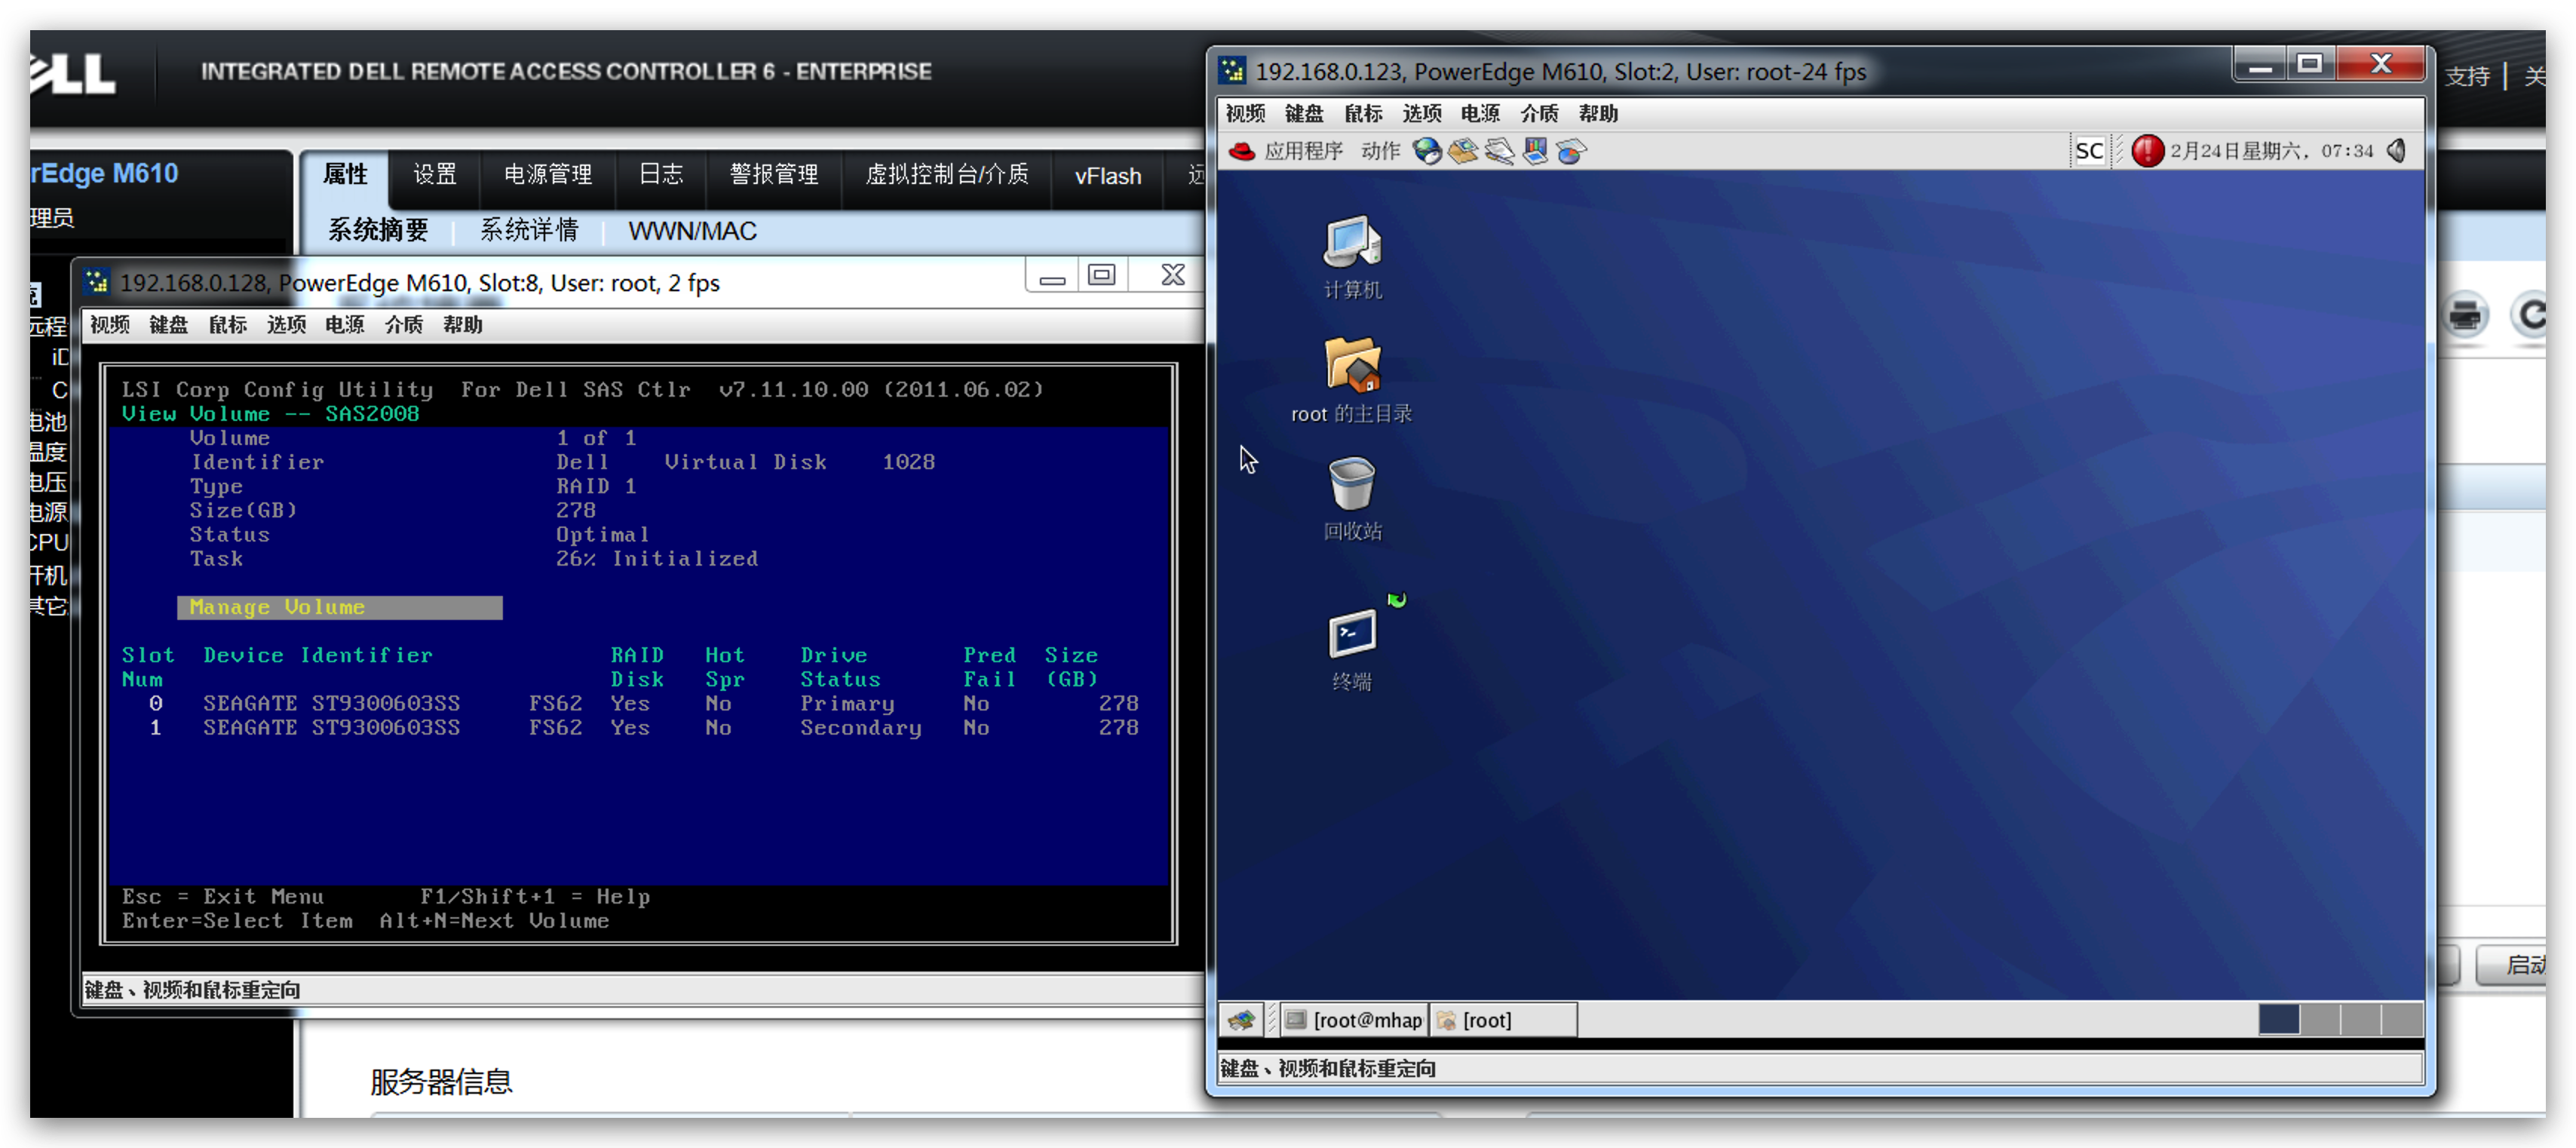 DELL
INTEGRATED DELL REMOTE ACCESS CONTROLLER 6 - ENTERPRISE
支持 | 关
rEdge M610
理员
属性 设置 电源管理 日志 警报管理 虚拟控制台/介质 vFlash 远
系统摘要 系统详情 WWN/MAC
远程
iD
C
电池
温度
电压
电源
CPU
开机
其它
192.168.0.128, PowerEdge M610, Slot:8, User: root, 2 fps
视频 键盘 鼠标 选项 电源 介质 帮助
LSI Corp Config Utility For Dell SAS Ctlr v7.11.10.00 (2011.06.02)
View Volume -- SAS2008
Volume 1 of 1
Identifier Dell Virtual Disk 1028
Type RAID 1
Size(GB) 278
Status Optimal
Task 26% Initialized
Manage Volume
Slot Device Identifier RAID Hot Drive Pred Size
Num Disk Spr Status Fail (GB)
0 SEAGATE ST9300603SS FS62 Yes No Primary No 278
1 SEAGATE ST9300603SS FS62 Yes No Secondary No 278
Esc = Exit Menu F1/Shift+1 = Help
Enter=Select Item Alt+N=Next Volume
键盘、视频和鼠标重定向
服务器信息
192.168.0.123, PowerEdge M610, Slot:2, User: root-24 fps
视频 键盘 鼠标 选项 电源 介质 帮助
应用程序 动作 SC 2月24日星期六, 07:34
计算机
root 的主目录
回收站
终端
[root@mhap [root]
键盘、视频和鼠标重定向
启动